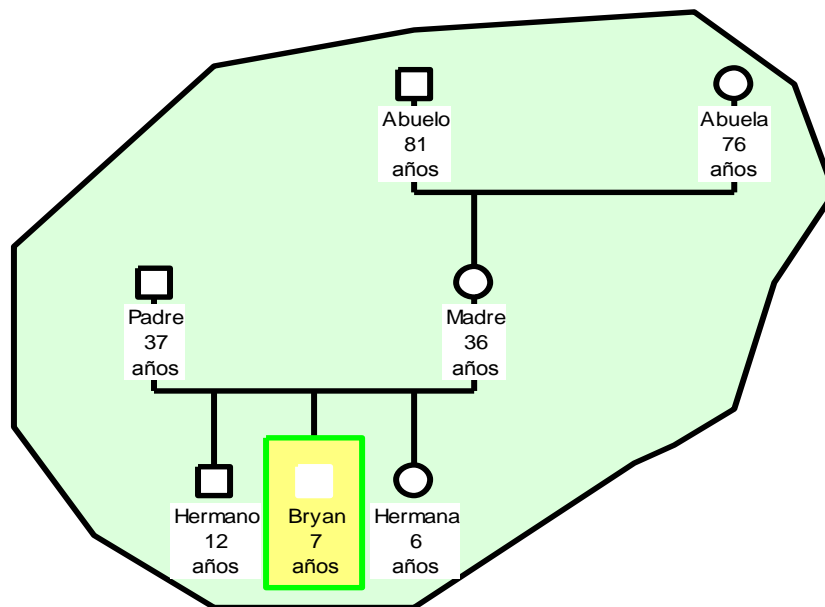 Abuelo
81
años
Abuela
76
años
Padre
37
años
Madre
36
años
Hermano
12
años
Bryan
7
años
Hermana
6
años